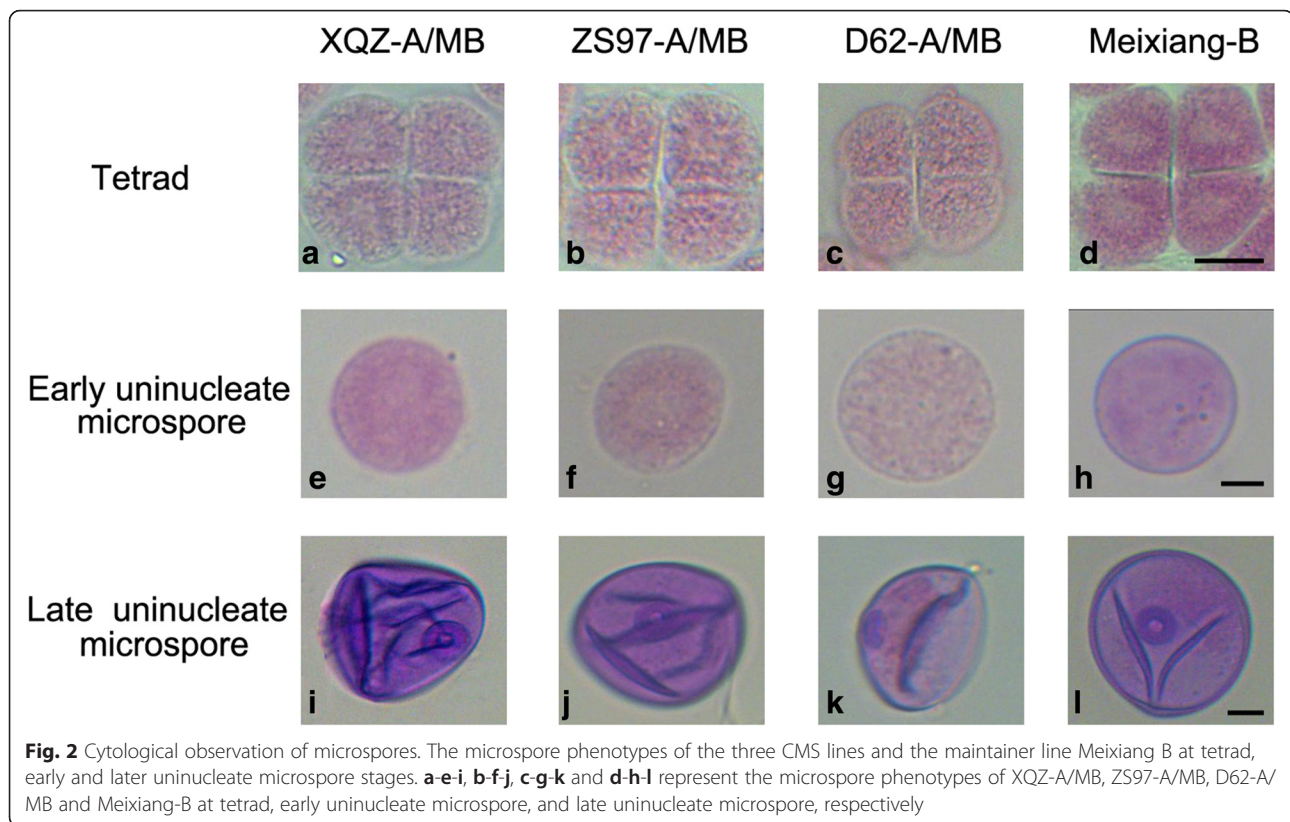 XQZ-A/MB ZS97-A/MB D62-A/MB Meixiang-B
Tetrad
a b c d
Early uninucleate
microspore
e f g h
Late uninucleate
microspore
i j k l
Fig. 2 Cytological observation of microspores. The microspore phenotypes of the three CMS lines and the maintainer line Meixiang B at tetrad,
early and later uninucleate microspore stages. a-e-i, b-f-j, c-g-k and d-h-l represent the microspore phenotypes of XQZ-A/MB, ZS97-A/MB, D62-A/
MB and Meixiang-B at tetrad, early uninucleate microspore, and late uninucleate microspore, respectively